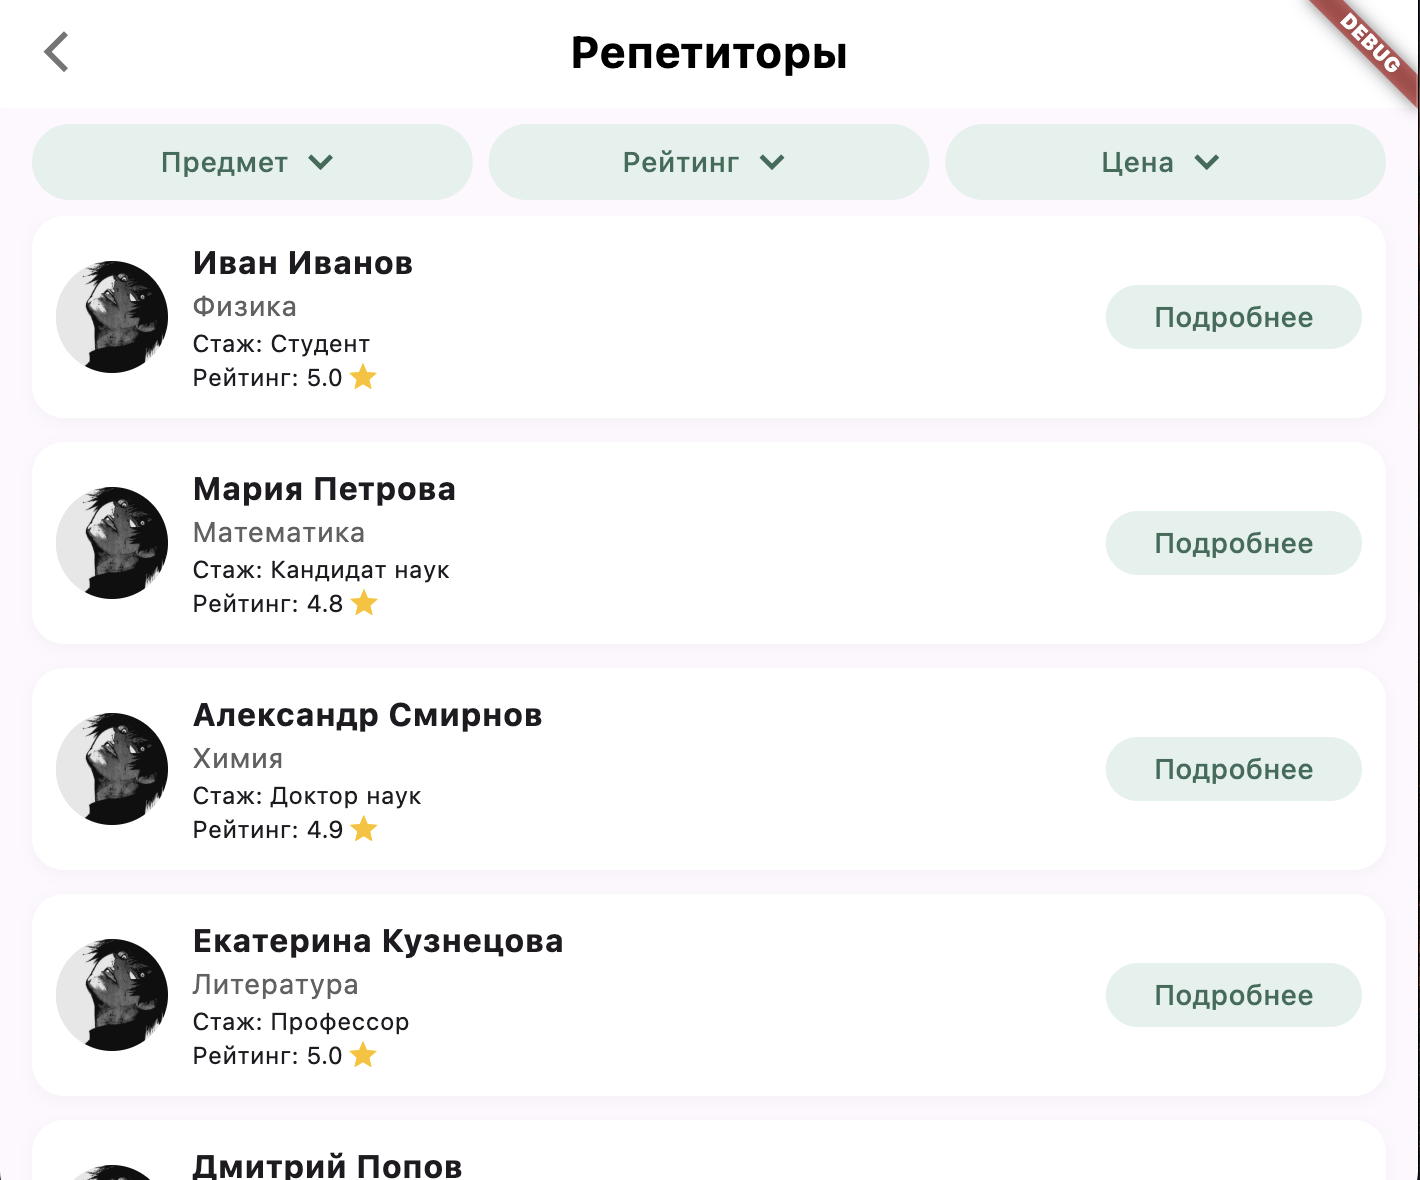 Репетиторы
DEBUG
Предмет
Рейтинг
Цена
Иван Иванов
Физика
Стаж: Студент
Рейтинг: 5.0
Подробнее
Мария Петрова
Математика
Стаж: Кандидат наук
Рейтинг: 4.8
Подробнее
Александр Смирнов
Химия
Стаж: Доктор наук
Рейтинг: 4.9
Подробнее
Екатерина Кузнецова
Литература
Стаж: Профессор
Рейтинг: 5.0
Подробнее
Дмитрий Попов